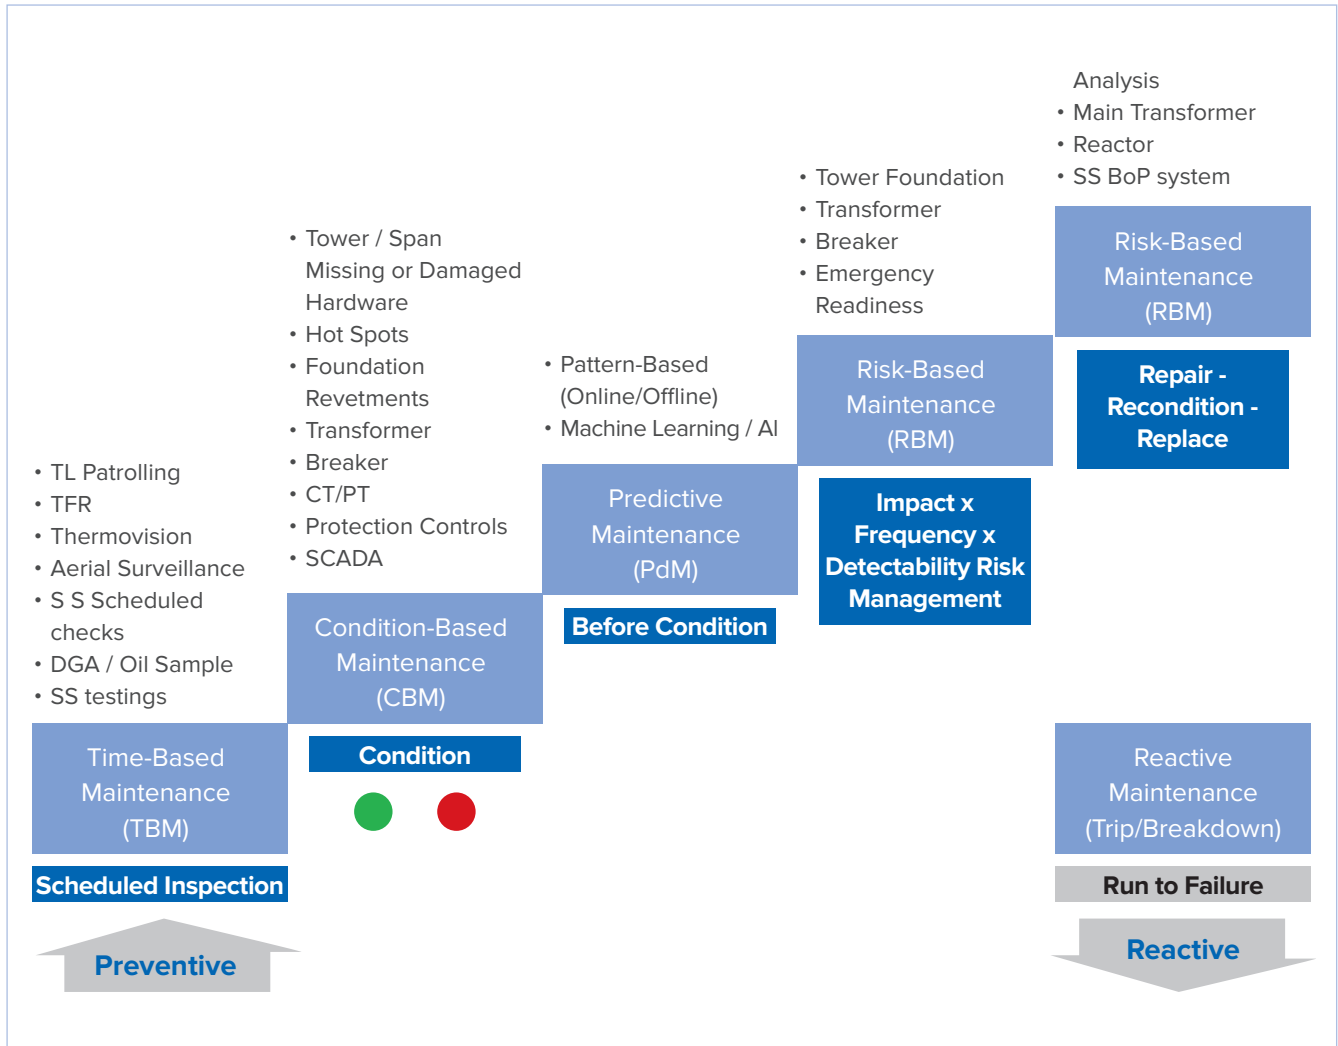 • TL Patrolling
• TFR
• Thermovision
• Aerial Surveillance
• S S Scheduled
checks
• DGA / Oil Sample
• SS testings
Time-Based
Maintenance
(TBM)
Scheduled Inspection
Preventive
• Tower / Span
Missing or Damaged
Hardware
• Hot Spots
• Foundation
Revetments
• Transformer
• Breaker
• CT/PT
• Protection Controls
• SCADA
Condition-Based
Maintenance
(CBM)
Condition
• Pattern-Based
(Online/Offline)
• Machine Learning / AI
Predictive
Maintenance
(PdM)
Before Condition
• Tower Foundation
• Transformer
• Breaker
• Emergency
Readiness
Risk-Based
Maintenance
(RBM)
Impact x
Frequency x
Detectability Risk
Management
Analysis
• Main Transformer
• Reactor
• SS BoP system
Risk-Based
Maintenance
(RBM)
Repair -
Recondition -
Replace
Reactive
Maintenance
(Trip/Breakdown)
Run to Failure
Reactive